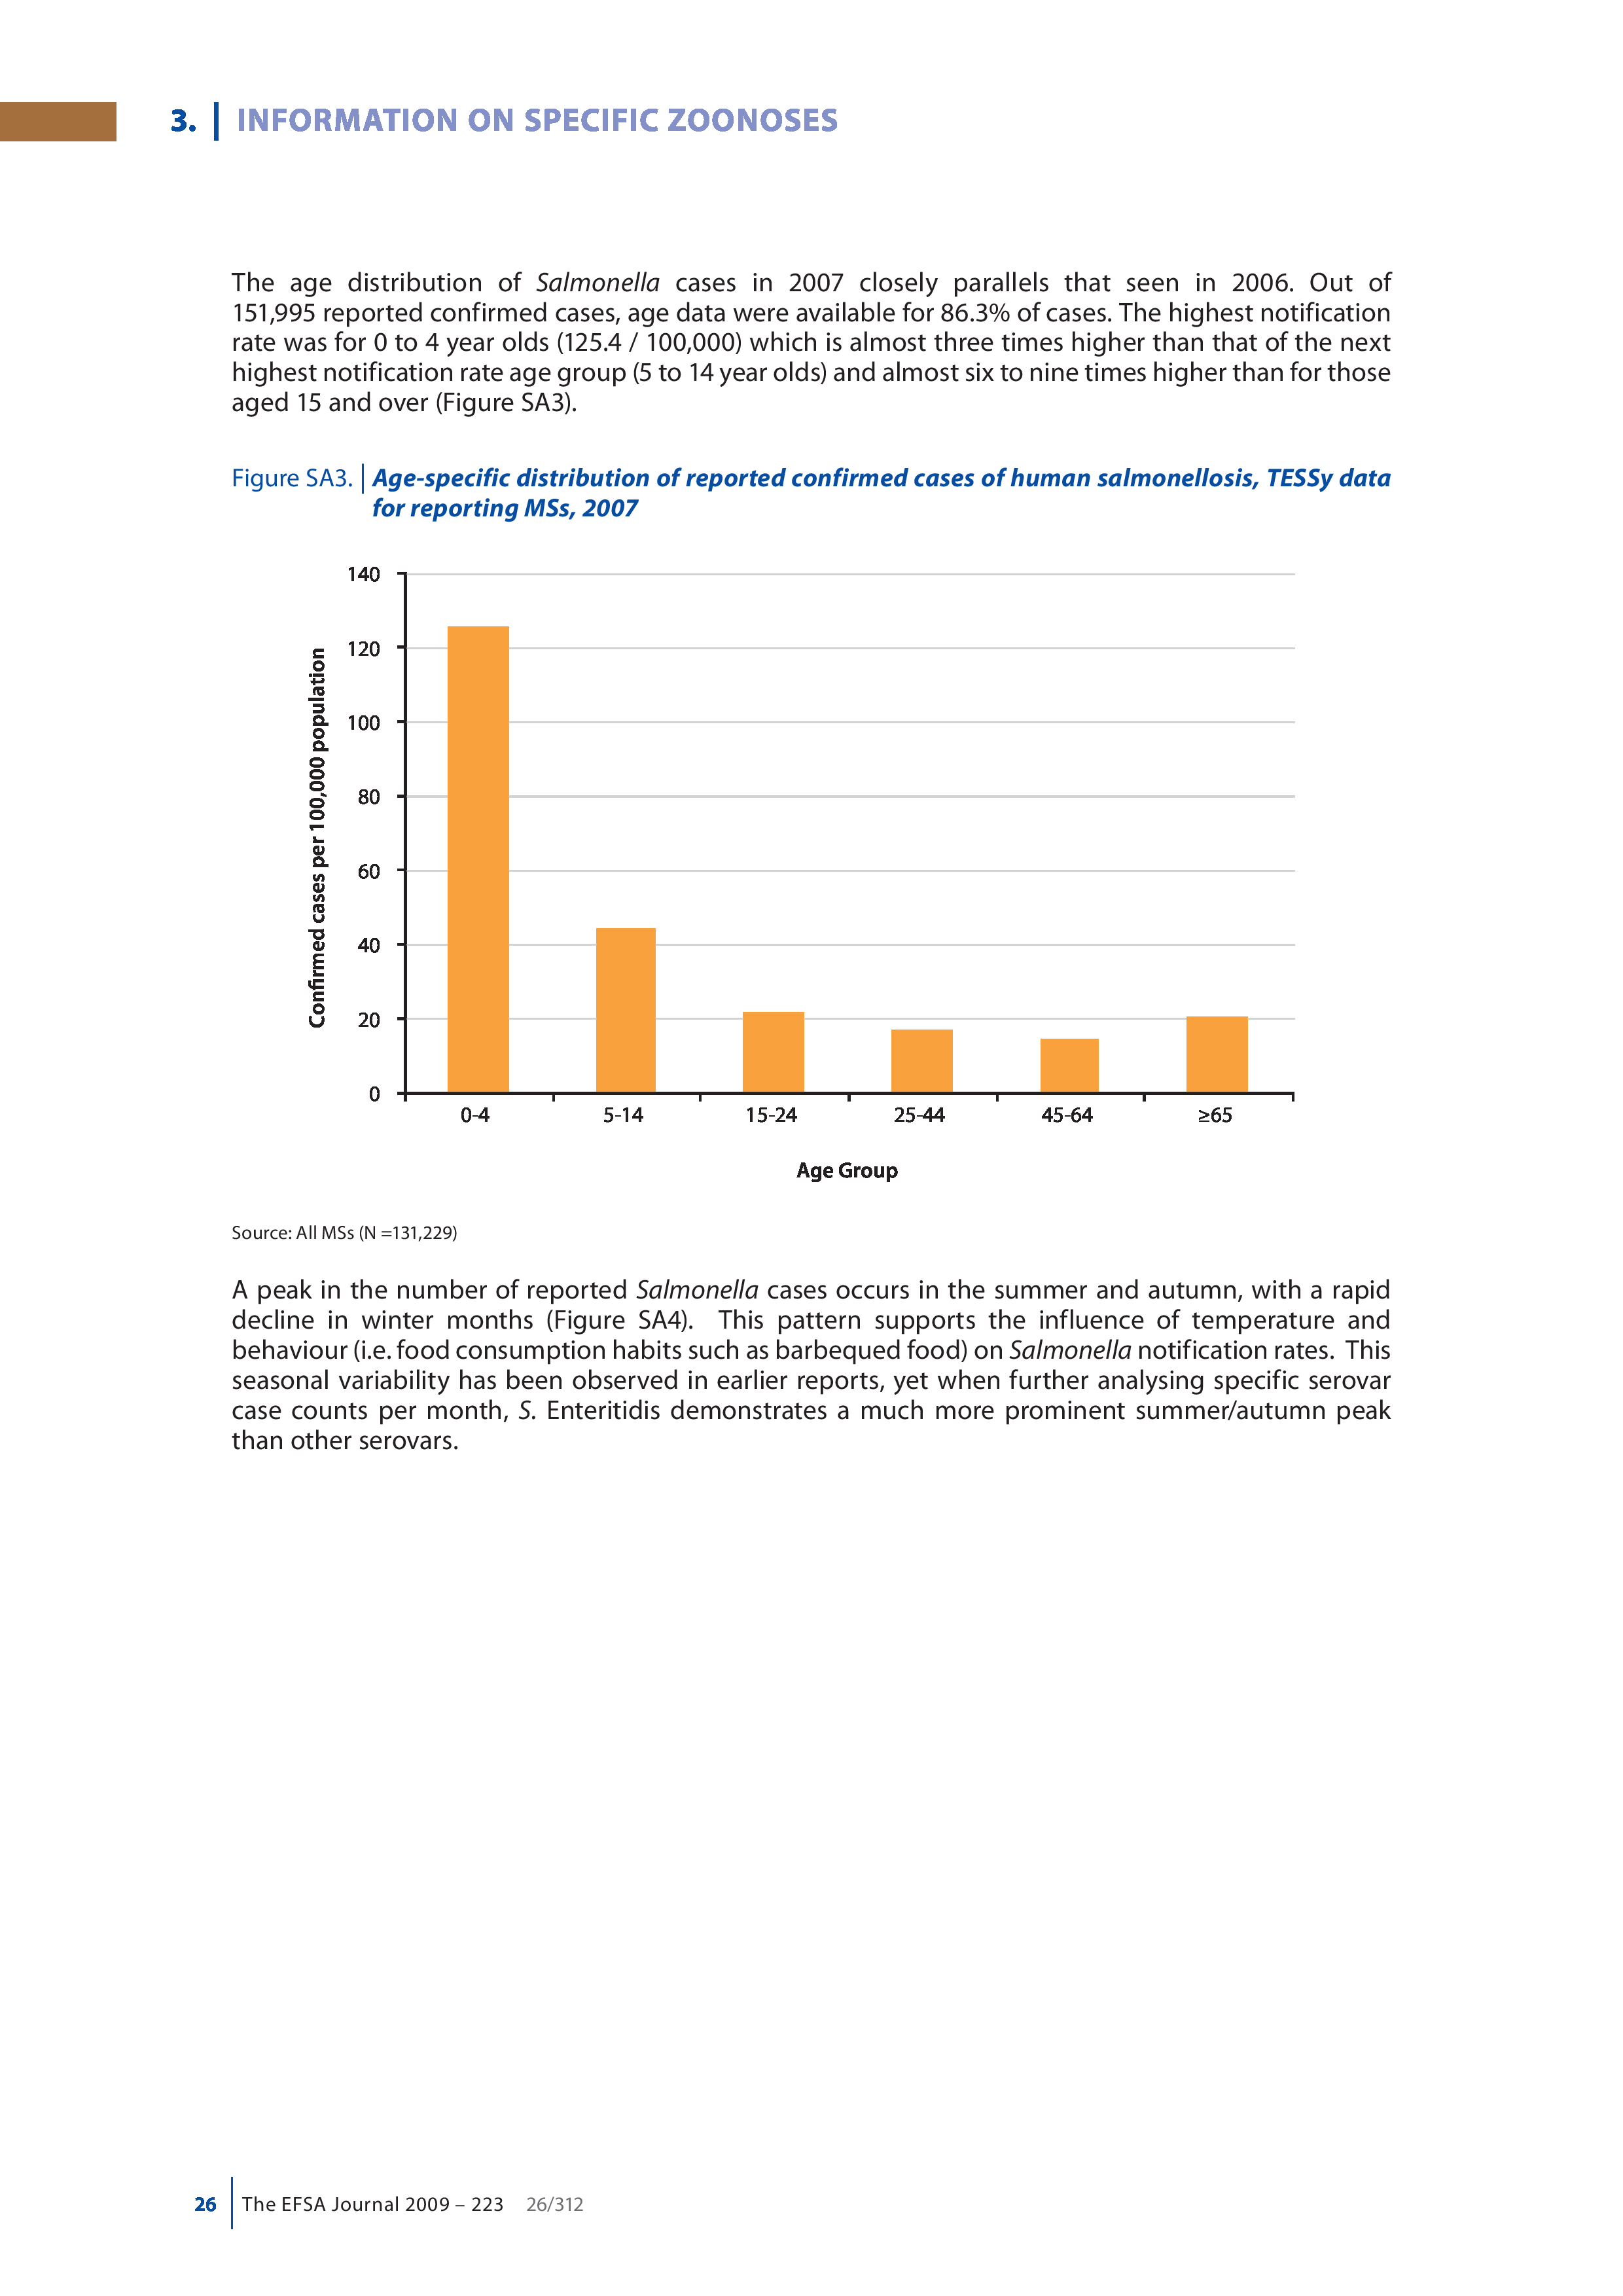 3. INFORMATION ON SPECIFIC ZOONOSES
The age distribution of Salmonella cases in 2007 closely parallels that seen in 2006. Out of
151,995 reported confirmed cases, age data were available for 86.3% of cases. The highest notification
rate was for 0 to 4 year olds (125.4 / 100,000) which is almost three times higher than that of the next
highest notification rate age group (5 to 14 year olds) and almost six to nine times higher than for those
aged 15 and over (Figure SA3).
Figure SA3. Age-specific distribution of reported confirmed cases of human salmonellosis, TESSy data
for reporting MSs, 2007
Confirmed cases per 100,000 population
140
120
100
80
60
40
20
0
0-4 5-14 15-24 25-44 45-64 ≥65
Age Group
Source: All MSs (N =131,229)
A peak in the number of reported Salmonella cases occurs in the summer and autumn, with a rapid
decline in winter months (Figure SA4). This pattern supports the influence of temperature and
behaviour (i.e. food consumption habits such as barbequed food) on Salmonella notification rates. This
seasonal variability has been observed in earlier reports, yet when further analysing specific serovar
case counts per month, S. Enteritidis demonstrates a much more prominent summer/autumn peak
than other serovars.
26 The EFSA Journal 2009 – 223 26/312